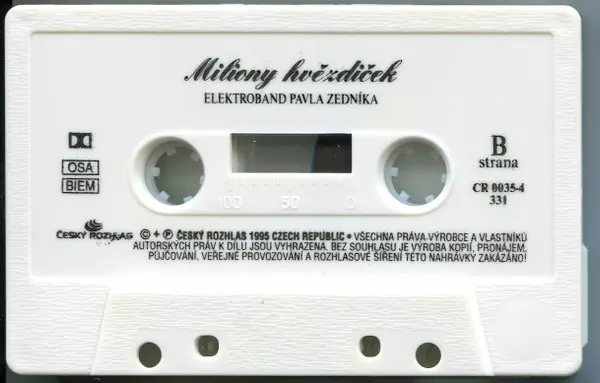 Miliony hvězdiček
ELEKTROBAND PAVLA ZEDNÍKA
B
strana
OSA
BIEM
CR 0035-4
331
100 50 0
ČESKÝ ROZHLAS
© + ℗ ČESKÝ ROZHLAS 1995 CZECH REPUBLIC • VŠECHNA PRÁVA VÝROBCE A VLASTNÍKŮ
AUTORSKÝCH PRÁV K DÍLU JSOU VYHRAZENA. BEZ SOUHLASU JE VÝROBA KOPIÍ, PRONÁJEM,
PŮJČOVÁNÍ, VEŘEJNÉ PROVOZOVÁNÍ A ROZHLASOVÉ ŠÍŘENÍ TÉTO NAHRÁVKY ZAKÁZÁNO!